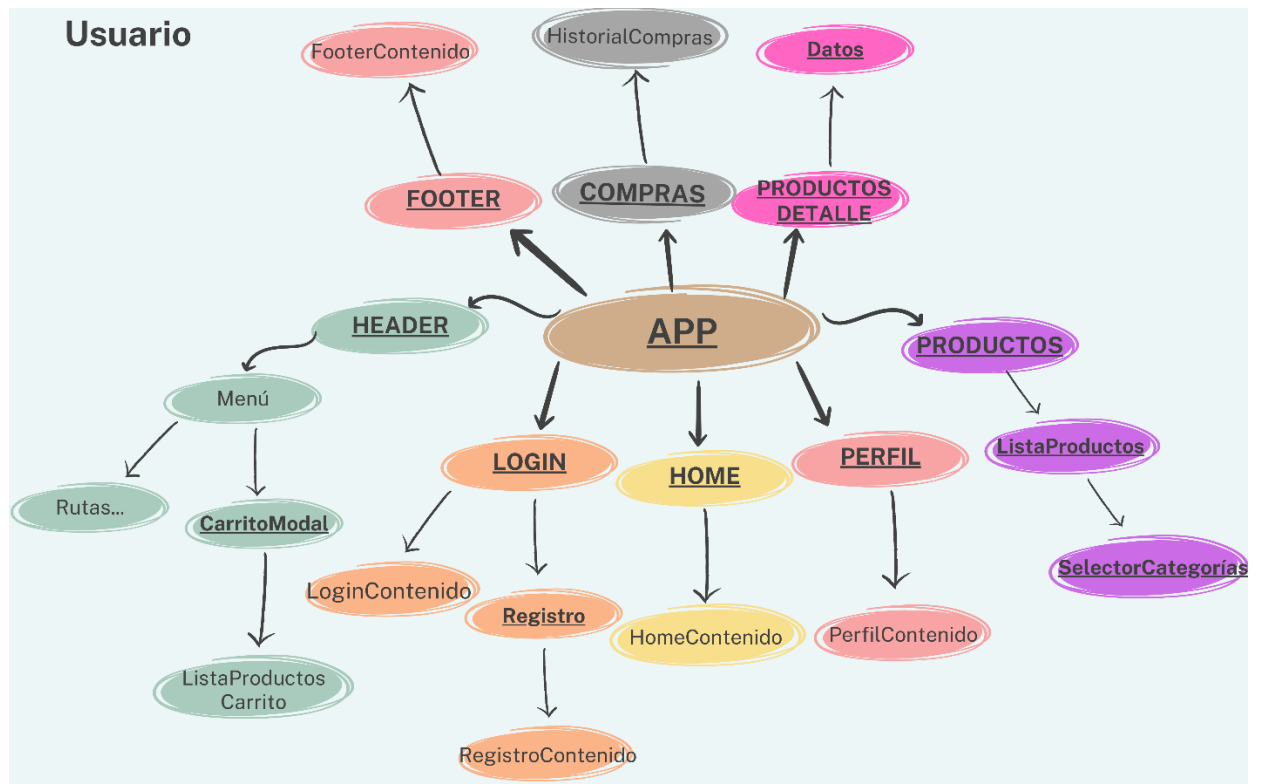 Usuario
FooterContenido
HistorialCompras
Datos
FOOTER
COMPRAS
PRODUCTOS
DETALLE
HEADER
APP
PRODUCTOS
Menú
LOGIN
HOME
PERFIL
ListaProductos
Rutas...
CarritoModal
SelectorCategorías
LoginContenido
Registro
HomeContenido
PerfilContenido
ListaProductos
Carrito
RegistroContenido